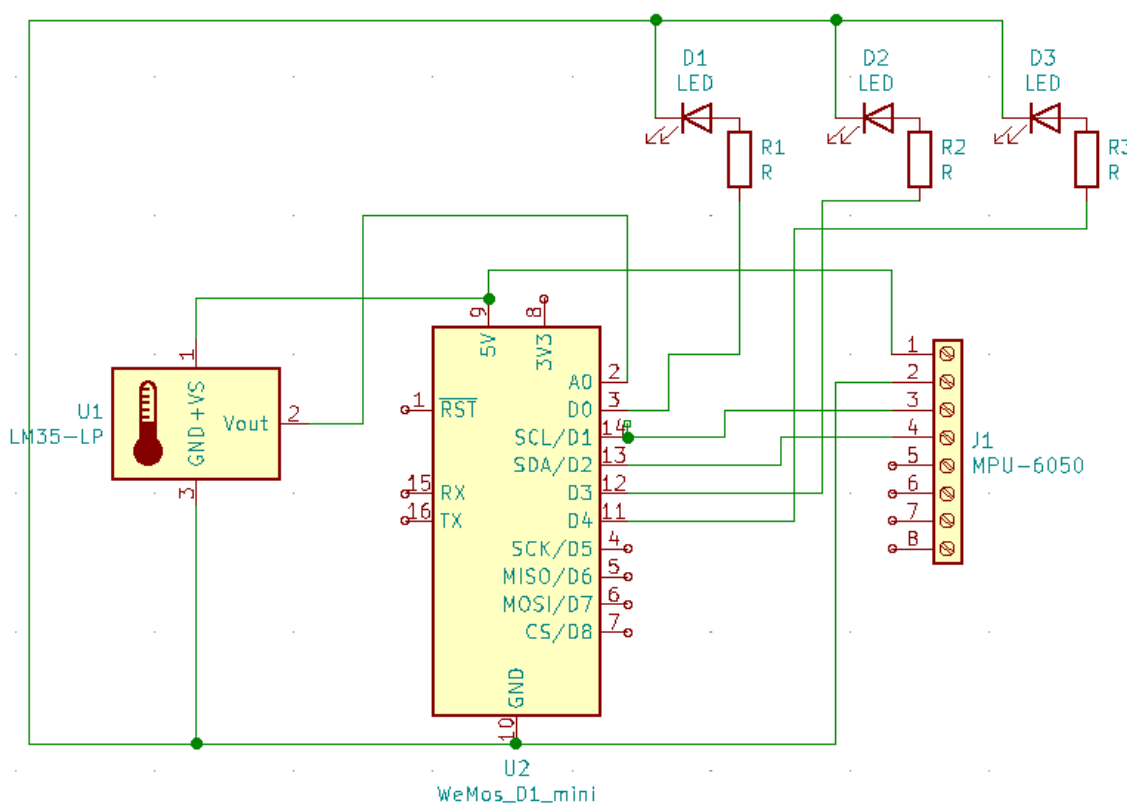 D1
LED
D2
LED
D3
LED
R1
R
R2
R
R3
R
9
8
5V
3V3
1
GND+VS
Vout
2
3
U1
LM35-LP
1
RST
15
RX
16
TX
A0
2
D0
3
SCL/D1
14
SDA/D2
13
D3
12
D4
11
SCK/D5
4
MISO/D6
5
MOSI/D7
6
CS/D8
7
GND
10
U2
WeMos_D1_mini
1
2
3
4
5
6
7
8
J1
MPU-6050